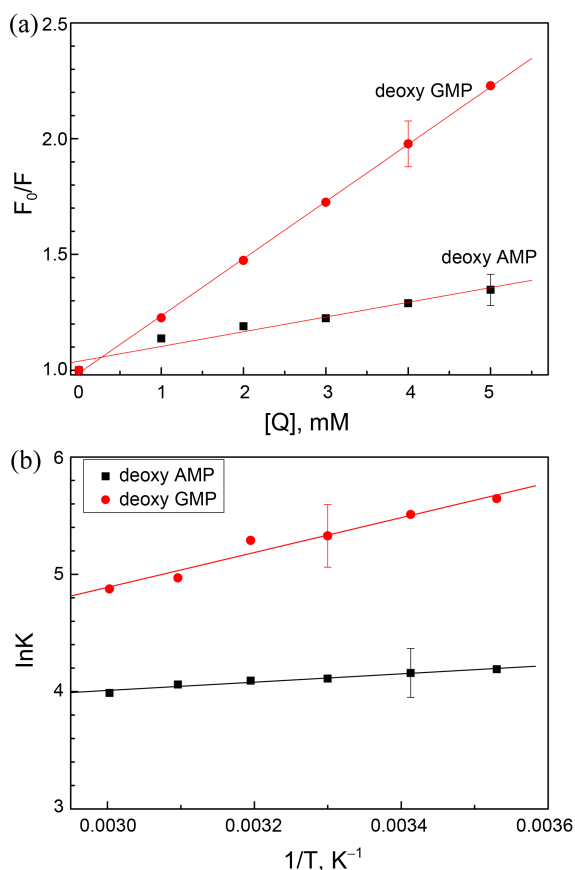 (a)
2.5
2.0
1.5
1.0
F₀/F
deoxy GMP
deoxy AMP
0 1 2 3 4 5
[Q], mM
(b)
6
5
4
3
lnK
deoxy AMP
deoxy GMP
0.0030 0.0032 0.0034 0.0036
1/T, K⁻¹